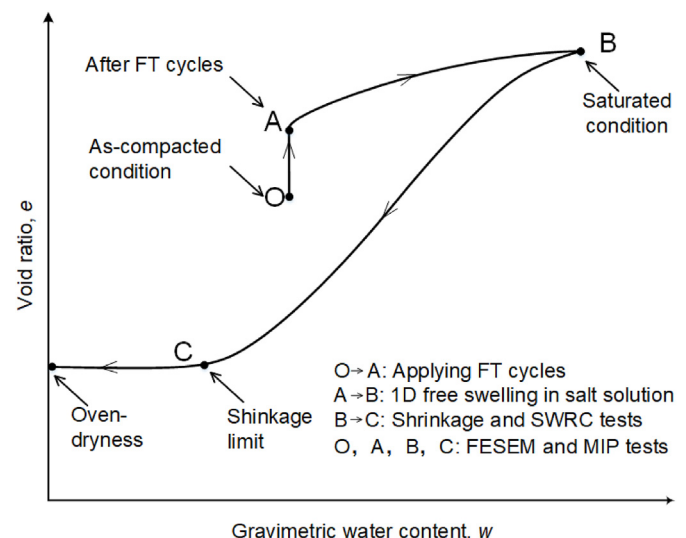 B
After FT cycles
Saturated
condition
A
As-compacted
condition
O
Void ratio, e
C
O→A: Applying FT cycles
A→B: 1D free swelling in salt solution
B→C: Shrinkage and SWRC tests
O, A, B, C: FESEM and MIP tests
Oven-
dryness
Shinkage
limit
Gravimetric water content, w